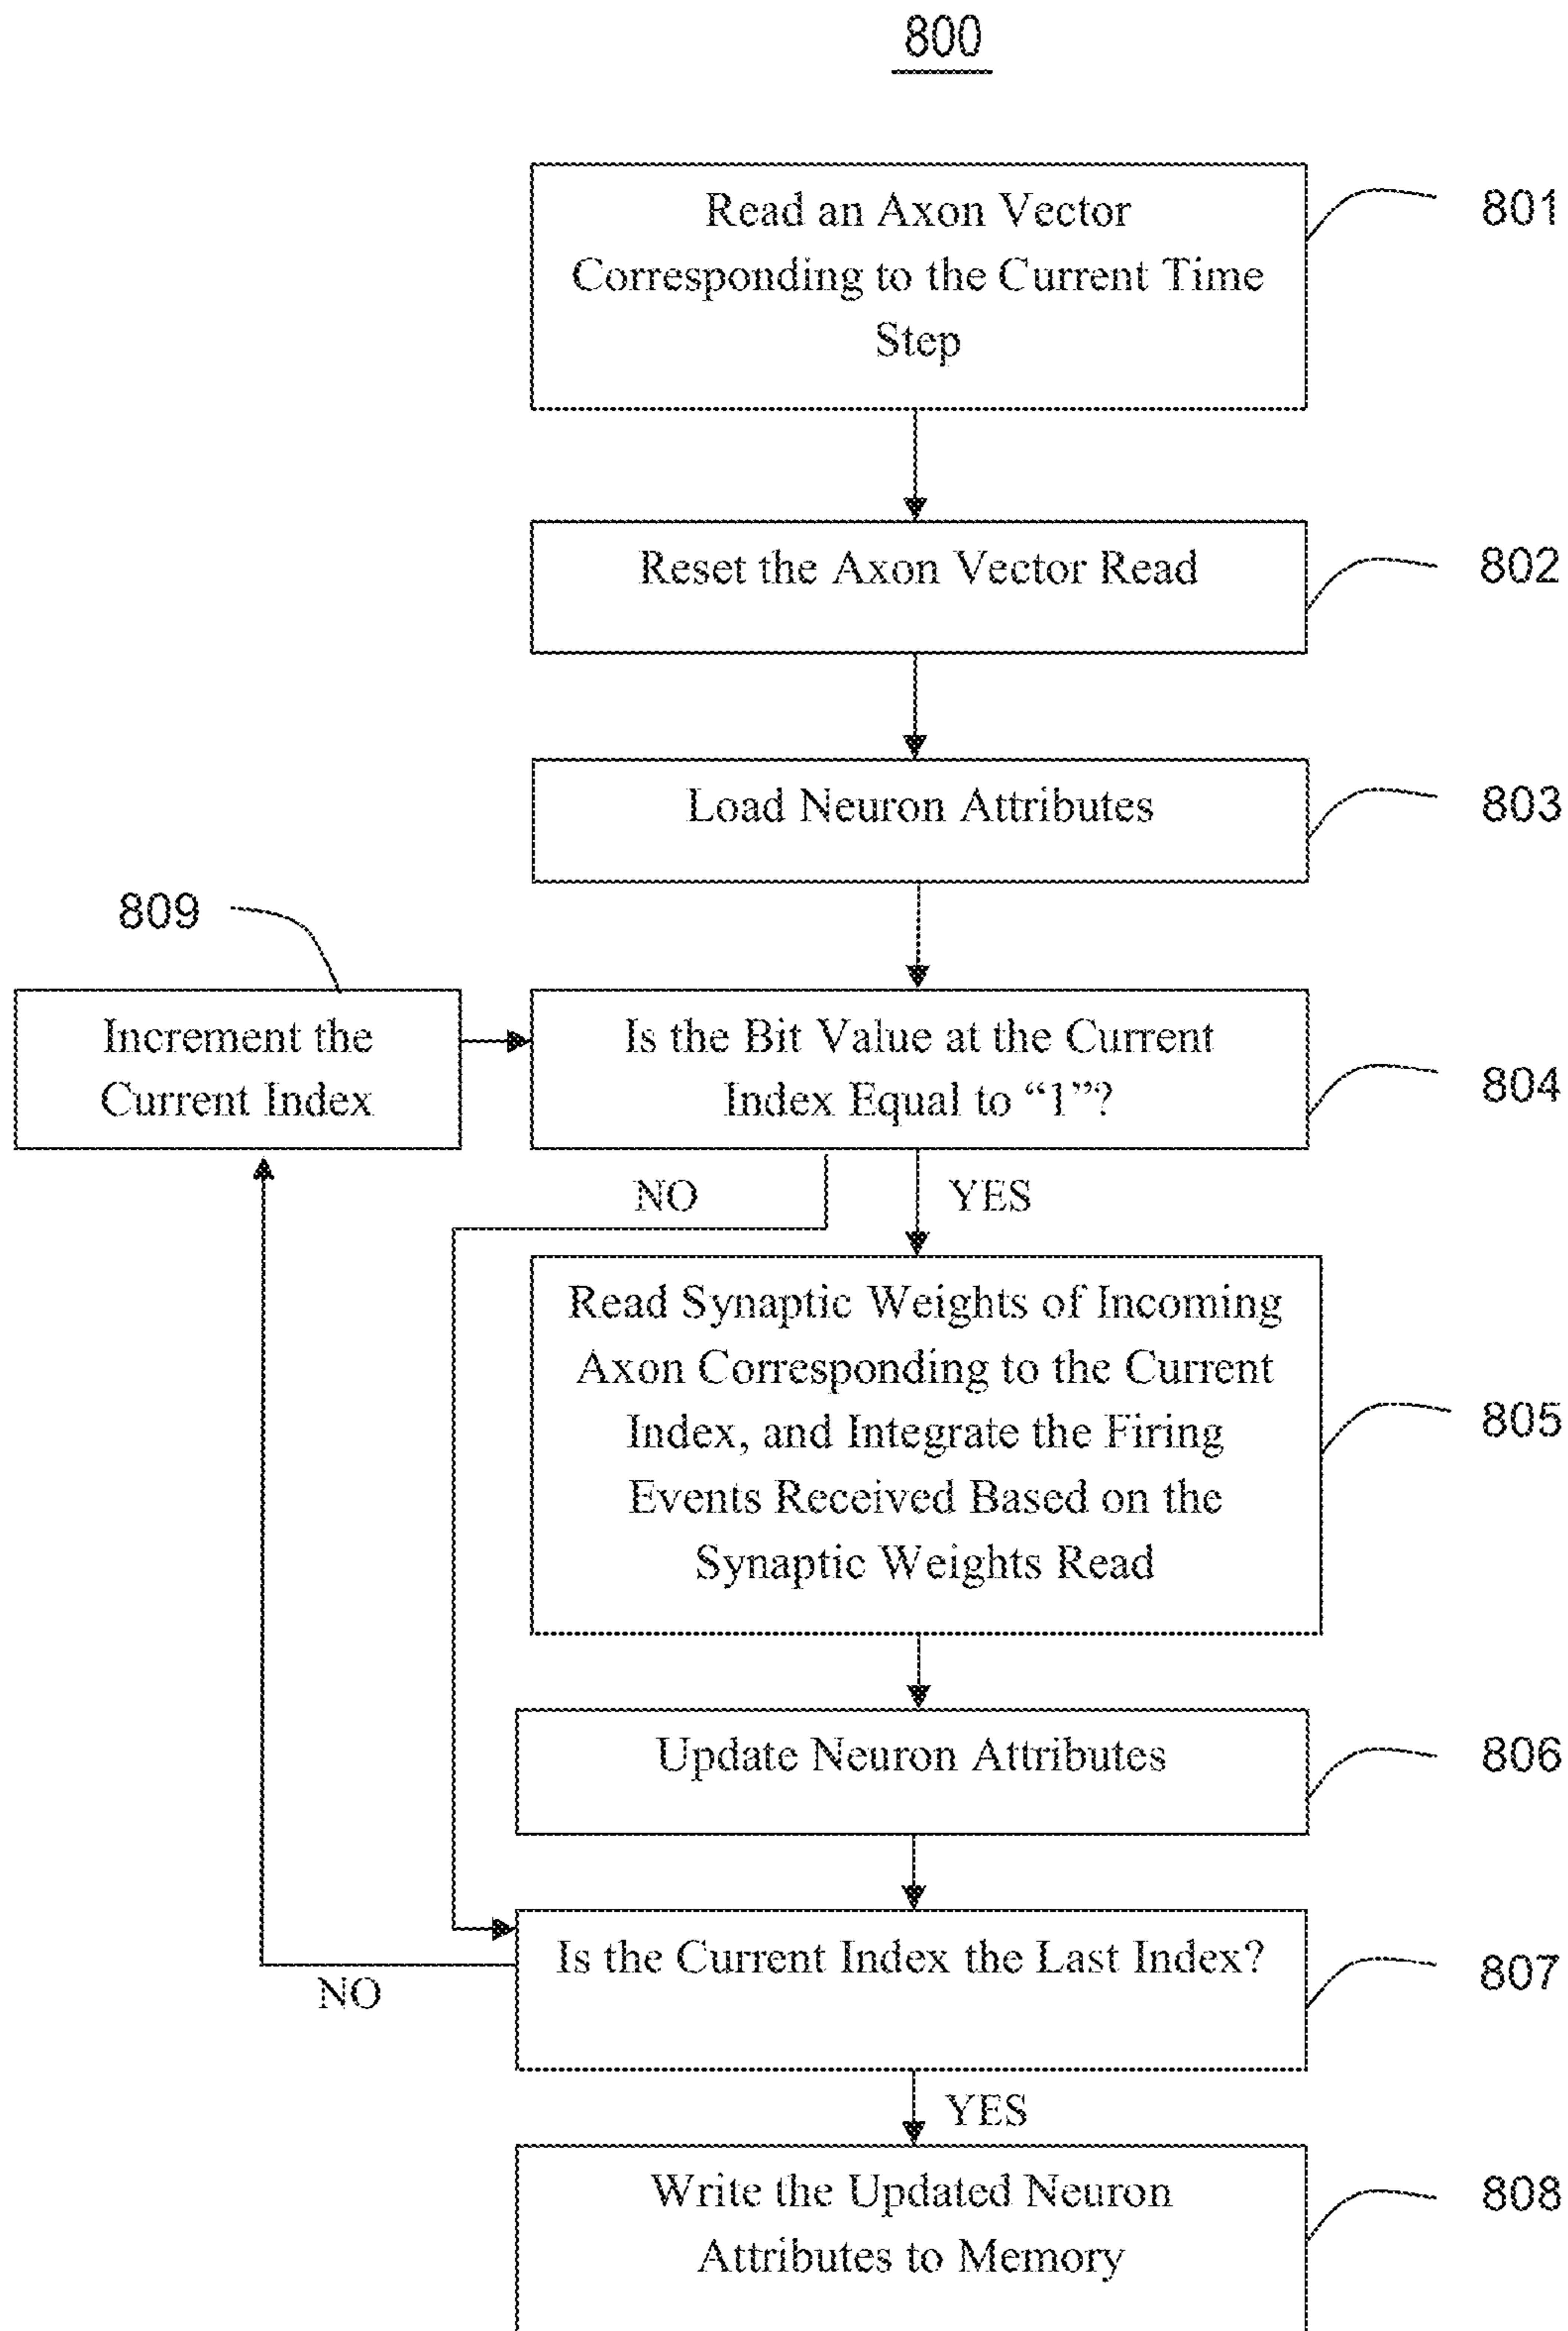 800
Read an Axon Vector
Corresponding to the Current Time
Step
801
Reset the Axon Vector Read
802
Load Neuron Attributes
803
809
Increment the
Current Index
Is the Bit Value at the Current
Index Equal to “1”?
804
NO
YES
Read Synaptic Weights of Incoming
Axon Corresponding to the Current
Index, and Integrate the Firing
Events Received Based on the
Synaptic Weights Read
805
Update Neuron Attributes
806
Is the Current Index the Last Index?
807
NO
YES
Write the Updated Neuron
Attributes to Memory
808